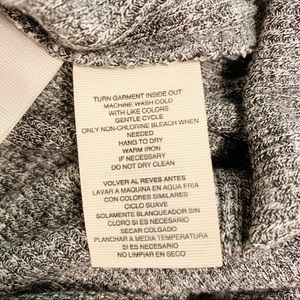 TURN GARMENT INSIDE OUT
MACHINE WASH COLD
WITH LIKE COLORS
GENTLE CYCLE
ONLY NON-CHLORINE BLEACH WHEN
NEEDED
HANG TO DRY
WARM IRON
IF NECESSARY
DO NOT DRY CLEAN
VOLVER AL REVES ANTES
LAVAR A MAQUINA EN AGUA FRIA
CON COLORES SIMILARES
CICLO SUAVE
SOLAMENTE BLANQUEADOR SIN
CLORO SI ES NECESARIO
SECAR COLGADO
PLANCHAR A MEDIA TEMPERATURA
SI ES NECESARIO
NO LIMPIAR EN SECO